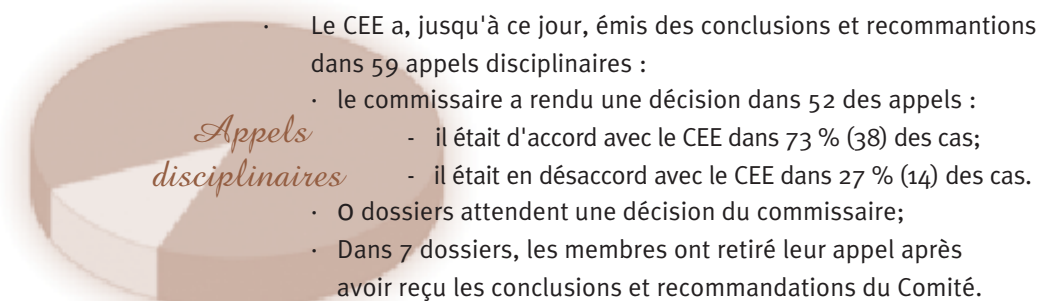 · Le CEE a, jusqu'à ce jour, émis des conclusions et recommantions
dans 59 appels disciplinaires :
· le commissaire a rendu une décision dans 52 des appels :
- il était d'accord avec le CEE dans 73 % (38) des cas;
- il était en désaccord avec le CEE dans 27 % (14) des cas.
· 0 dossiers attendent une décision du commissaire;
· Dans 7 dossiers, les membres ont retiré leur appel après
avoir reçu les conclusions et recommandations du Comité.
Appels
disciplinaires